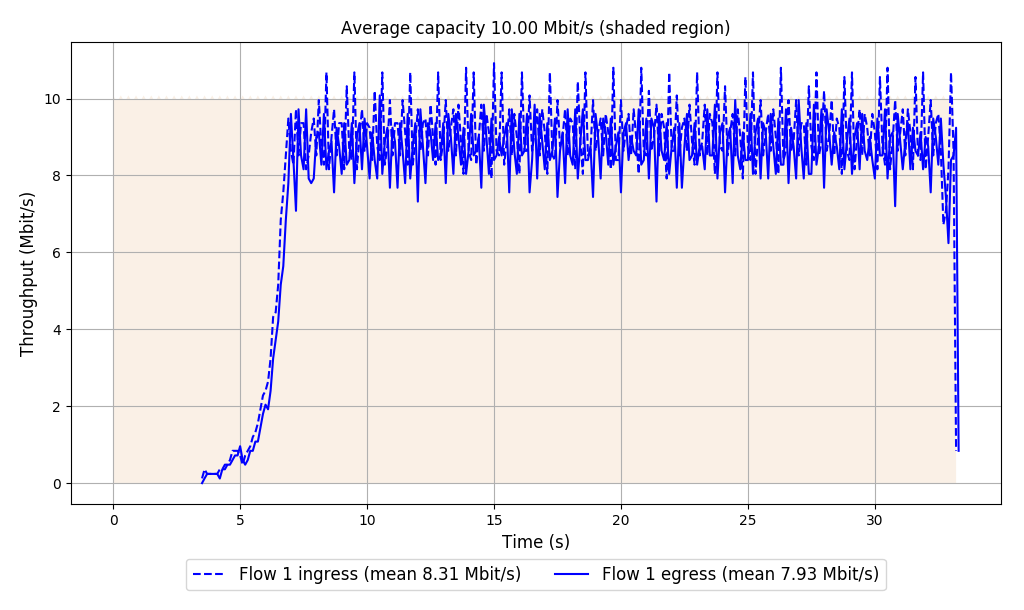 Average capacity 10.00 Mbit/s (shaded region)
Throughput (Mbit/s)
10
8
6
4
2
0
0 5 10 15 20 25 30
Time (s)
Flow 1 ingress (mean 8.31 Mbit/s) Flow 1 egress (mean 7.93 Mbit/s)